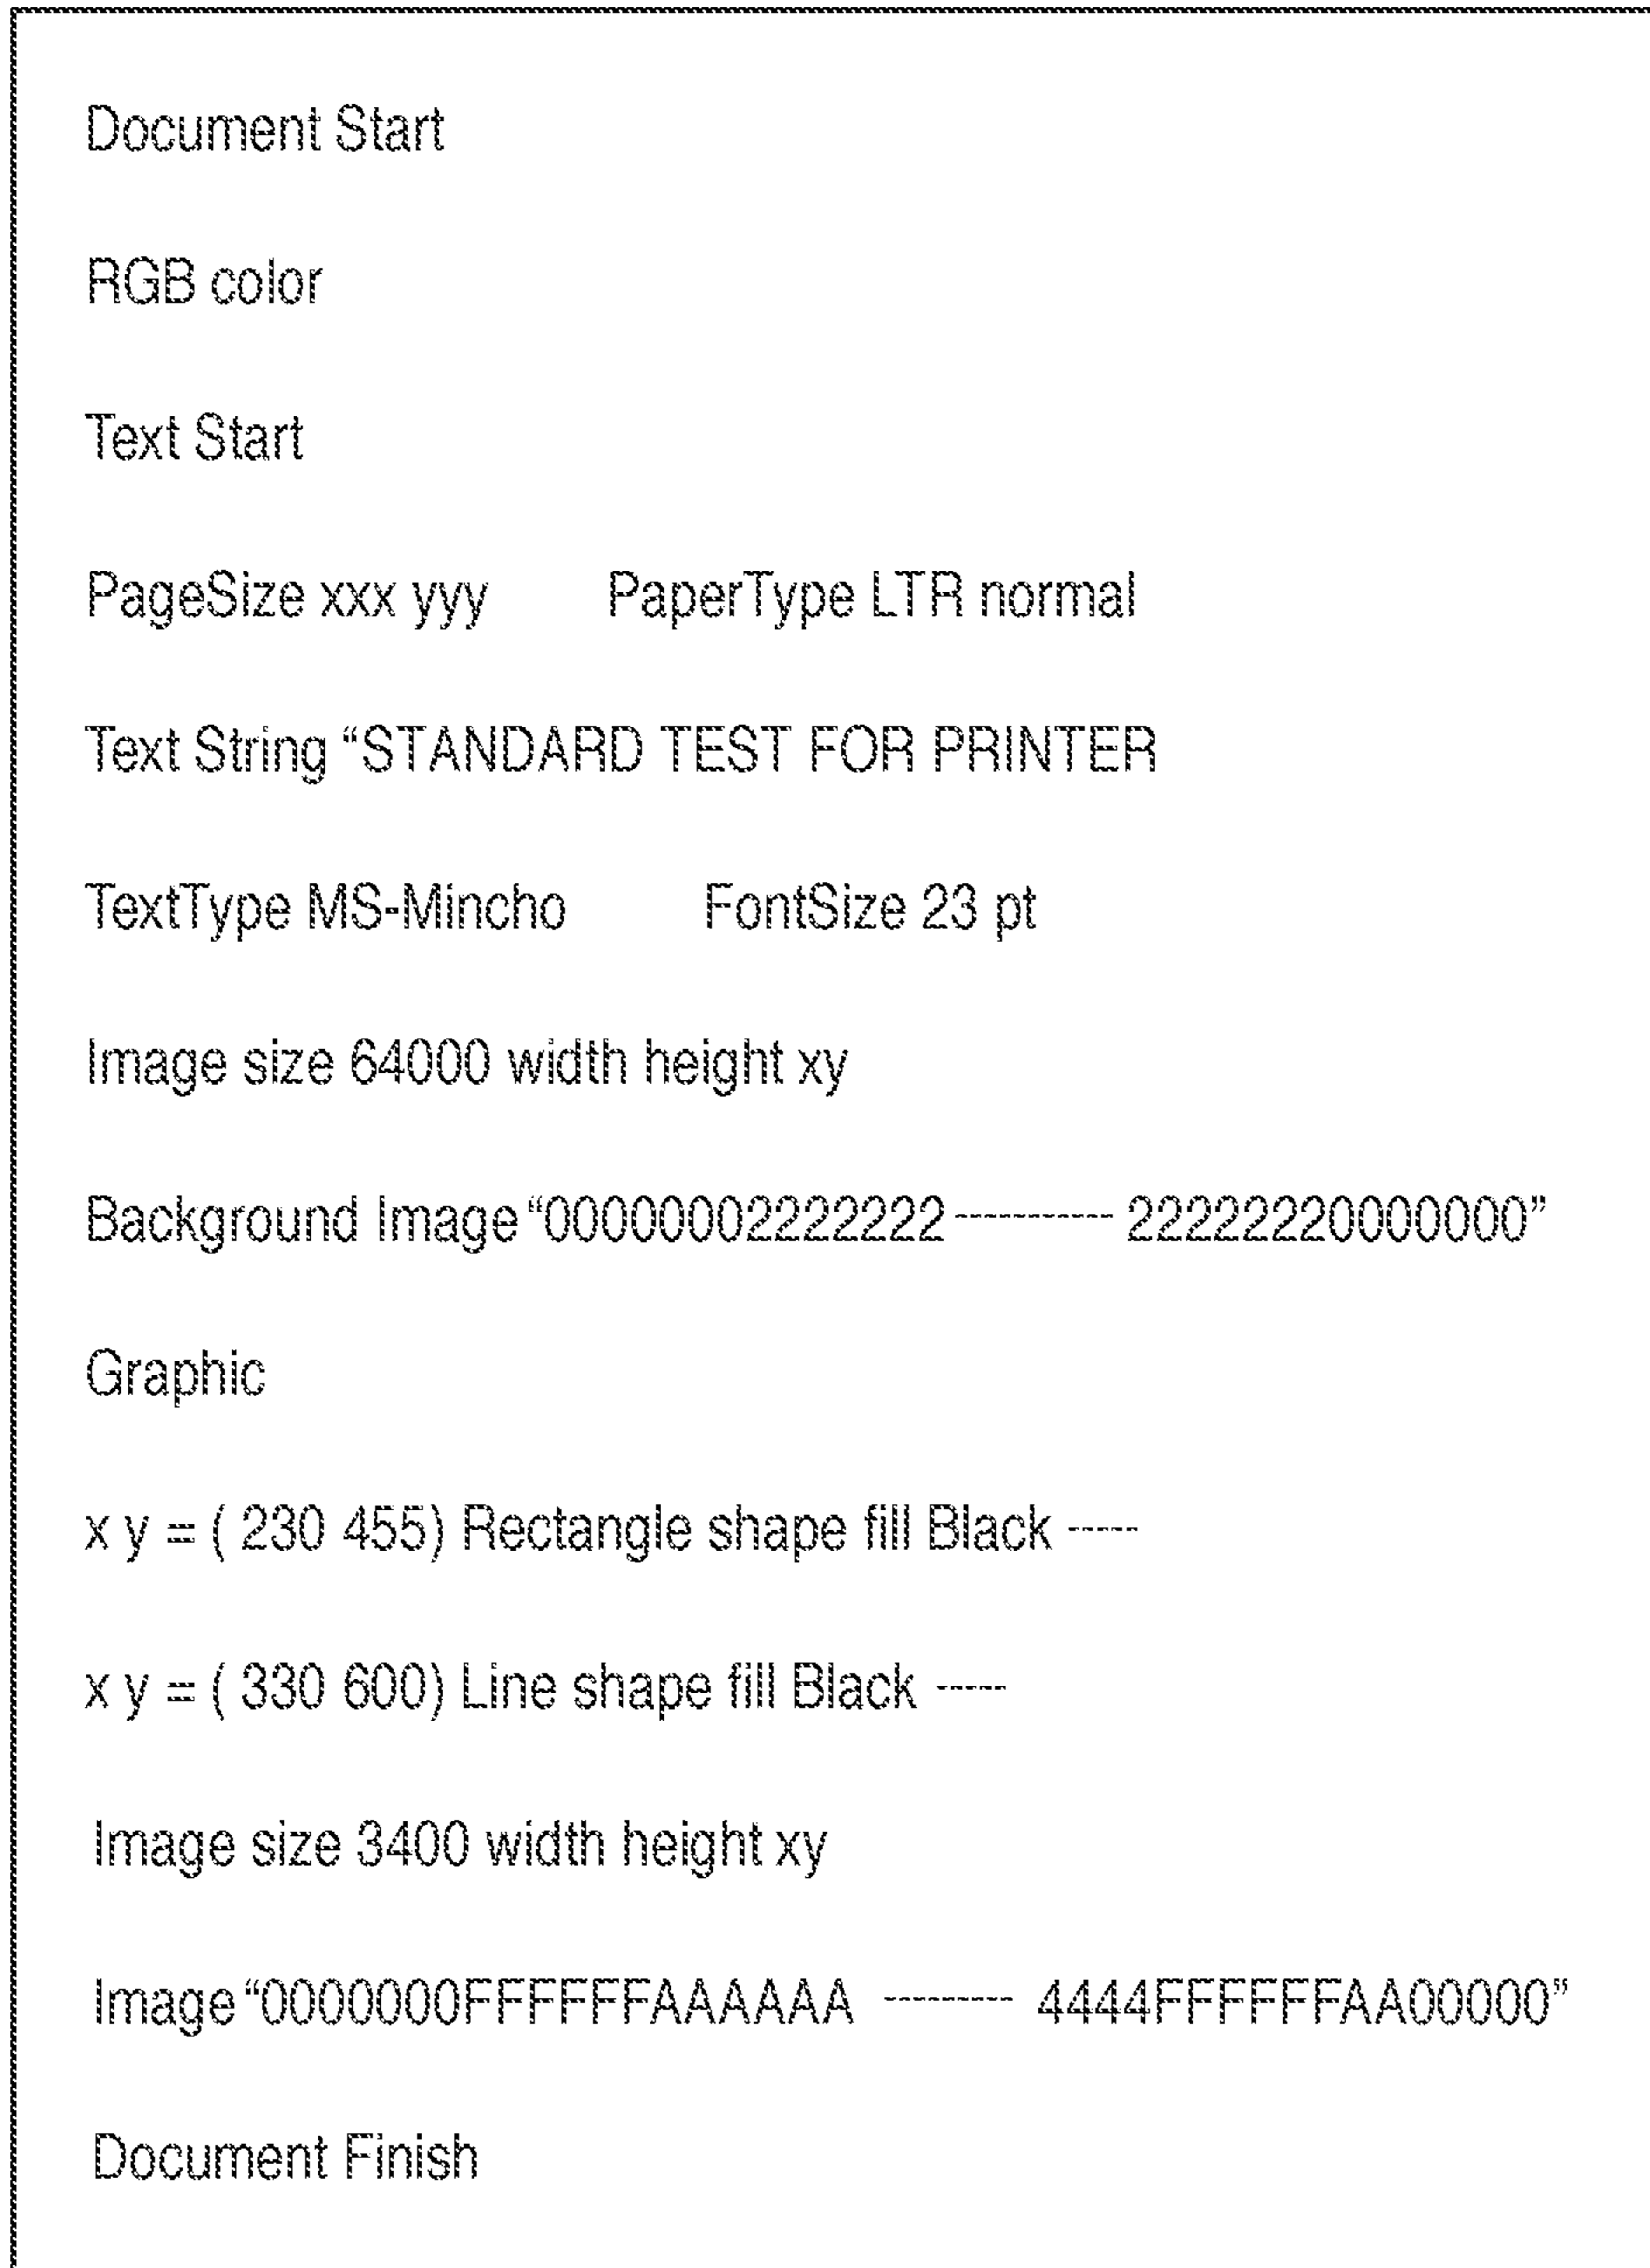 Document Start
RGB color
Text Start
PageSize xxx yyy PaperType LTR normal
Text String “STANDARD TEST FOR PRINTER
TextType MS-Mincho FontSize 23 pt
Image size 64000 width height xy
Background Image “000000002222222 ----------- 22222220000000”
Graphic
x y = ( 230 455) Rectangle shape fill Black -----
x y = ( 330 600) Line shape fill Black -----
Image size 3400 width height xy
Image “0000000FFFFFFAAAAAA --------- 4444FFFFFFAA00000”
Document Finish